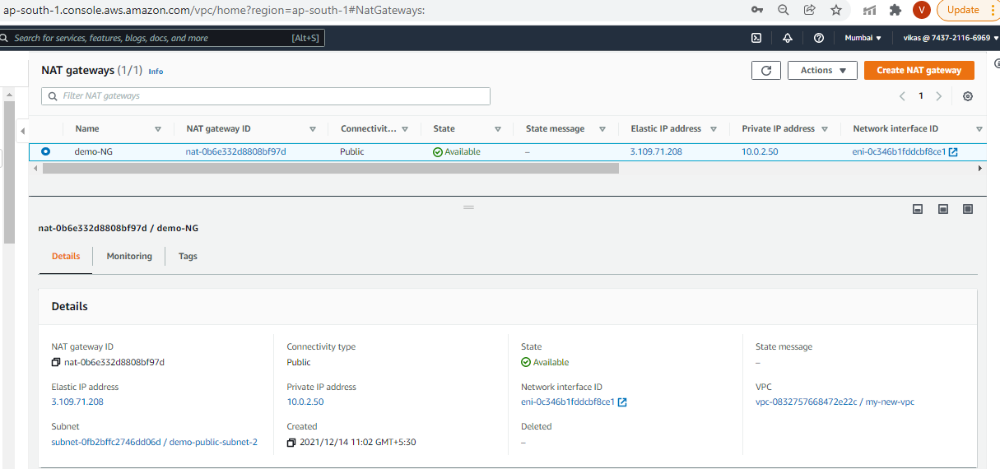 ap-south-1.console.aws.amazon.com/vpc/home?region=ap-south-1#NatGateways:
V
Update
Search for services, features, blogs, docs, and more [Alt+S]
Mumbai ▼ vikas @ 7437-2116-6969 ▼
NAT gateways (1/1) Info
Actions ▼
Create NAT gateway
Filter NAT gateways
1
Name NAT gateway ID Connectivit... State State message Elastic IP address Private IP address Network interface ID
demo-NG nat-0b6e332d8808bf97d Public Available – 3.109.71.208 10.0.2.50 eni-0c346b1fddcbf8ce1
nat-0b6e332d8808bf97d / demo-NG
Details Monitoring Tags
Details
NAT gateway ID Connectivity type State State message
nat-0b6e332d8808bf97d Public Available –
Elastic IP address Private IP address Network interface ID VPC
3.109.71.208 10.0.2.50 eni-0c346b1fddcbf8ce1 vpc-0832757668472e22c / my-new-vpc
Subnet Created Deleted
subnet-0fb2bffc2746dd06d / demo-public-subnet-2 2021/12/14 11:02 GMT+5:30 –